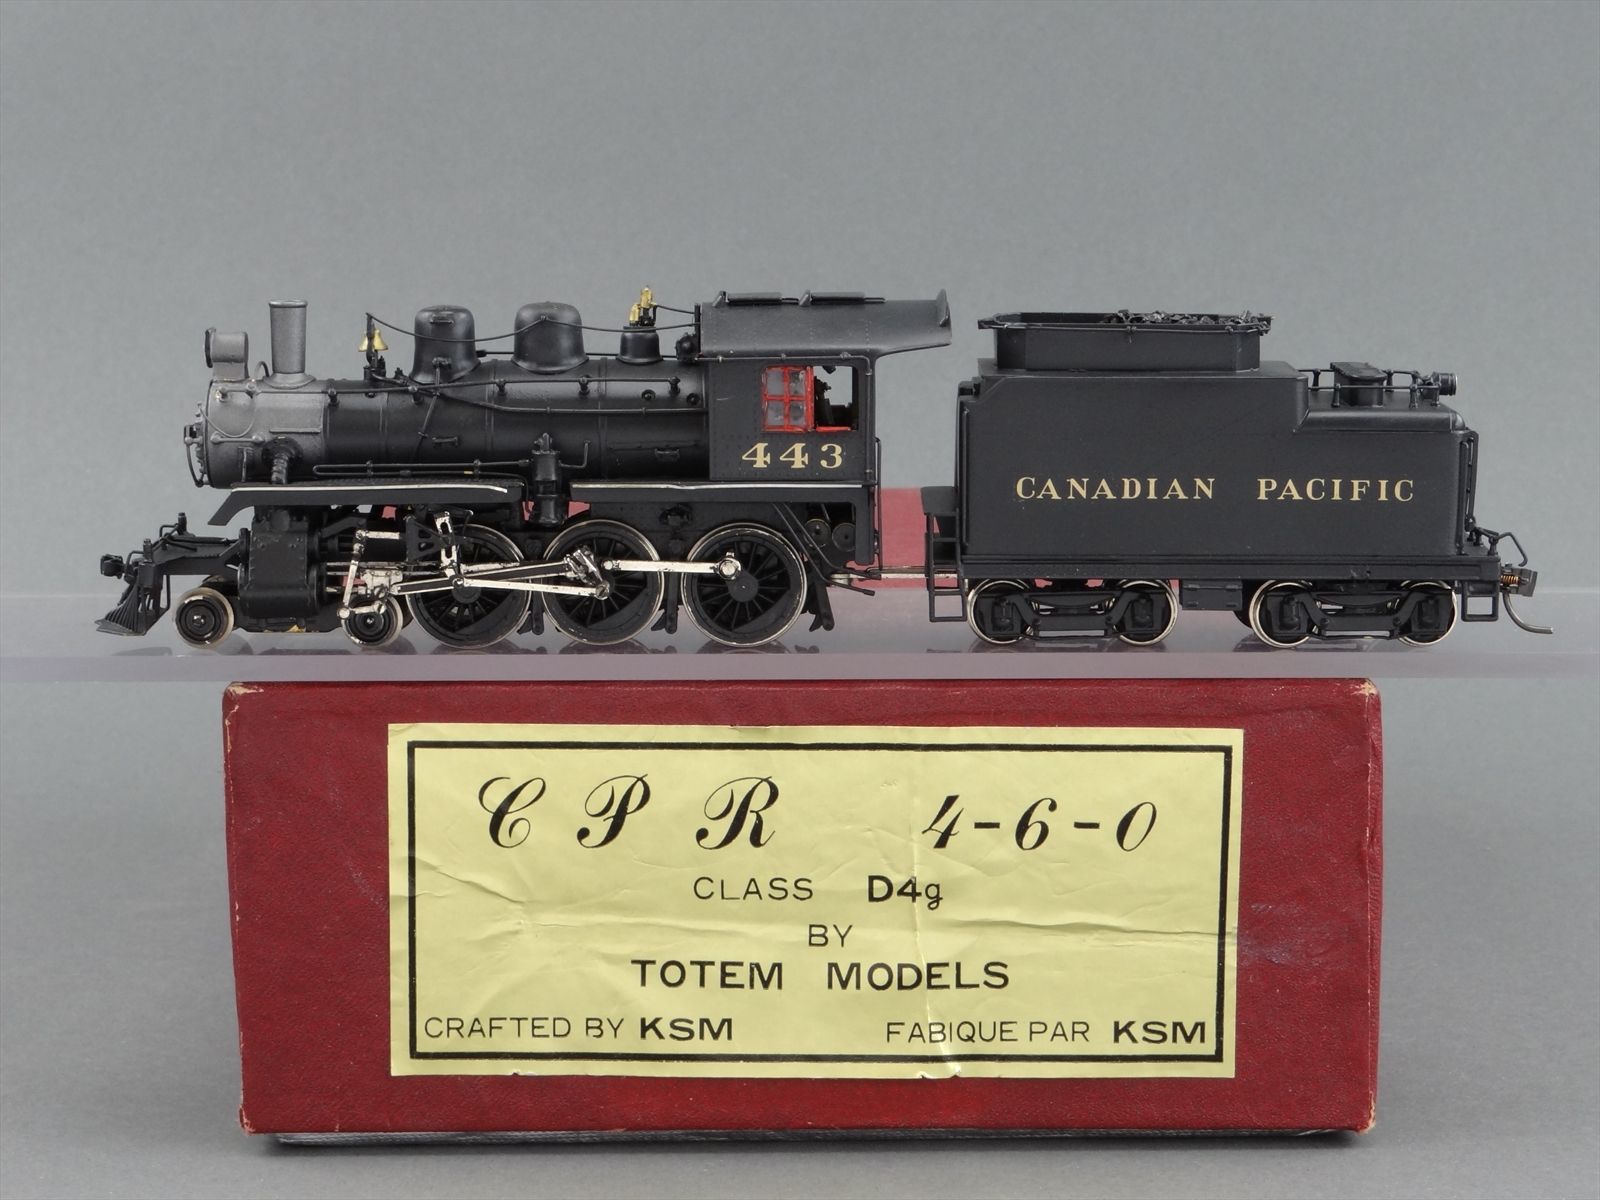 443
CANADIAN PACIFIC
C P R 4-6-0
CLASS D4g
BY
TOTEM MODELS
CRAFTED BY KSM FABIQUE PAR KSM